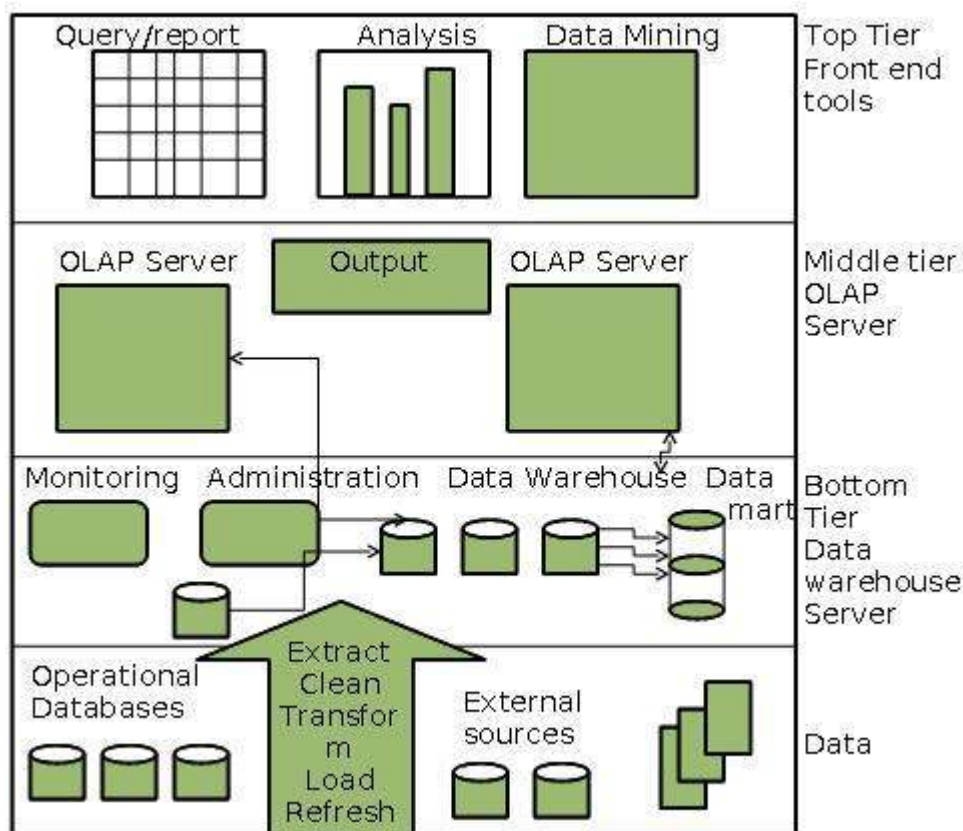 Query/report
Analysis
Data Mining
Top Tier
Front end
tools
OLAP Server
Output
OLAP Server
Middle tier
OLAP
Server
Monitoring
Administration
Data Warehouse
Data
mart
Bottom
Tier
Data
warehouse
Server
Operational
Databases
Extract
Clean
Transfor
m
Load
Refresh
External
sources
Data